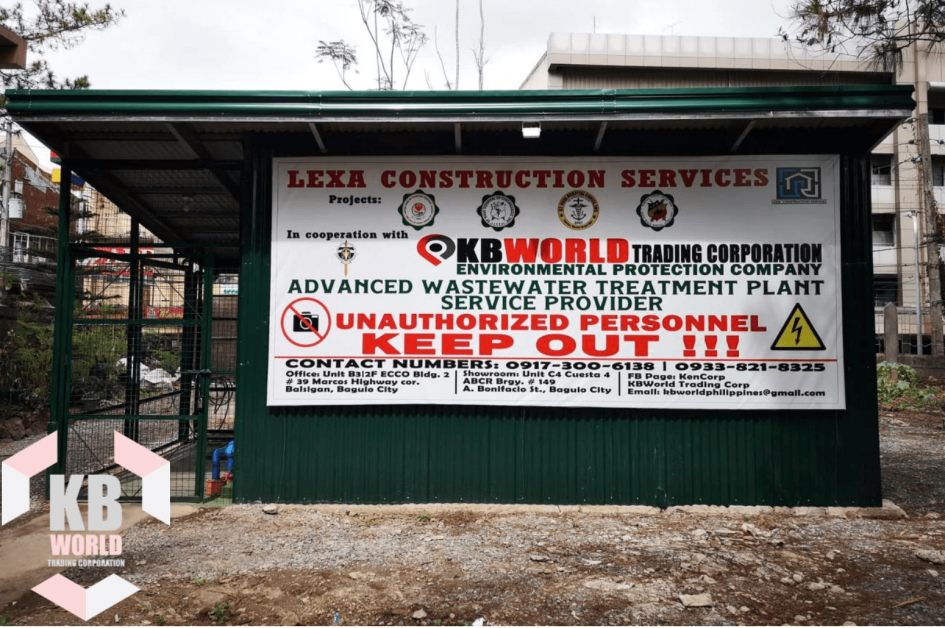 LEXA CONSTRUCTION SERVICES
Projects:
In cooperation with
KBWORLD TRADING CORPORATION
ENVIRONMENTAL PROTECTION COMPANY
ADVANCED WASTEWATER TREATMENT PLANT
SERVICE PROVIDER
UNAUTHORIZED PERSONNEL
KEEP OUT !!!
CONTACT NUMBERS: 0917-300-6138 | 0933-821-8325
Office: Unit B3|2F ECCO Bldg. 2
# 39 Marcos Highway cor.
Balsigan, Baguio City
Showroom: Unit C4 Cuesta 4
ABCR Brgy. # 149
A. Bonifacio St., Baguio City
FB Page: KenCorp
KBWorld Trading Corp
Email: kbworldphilippines@gmail.com
KB
WORLD
TRADING CORPORATION